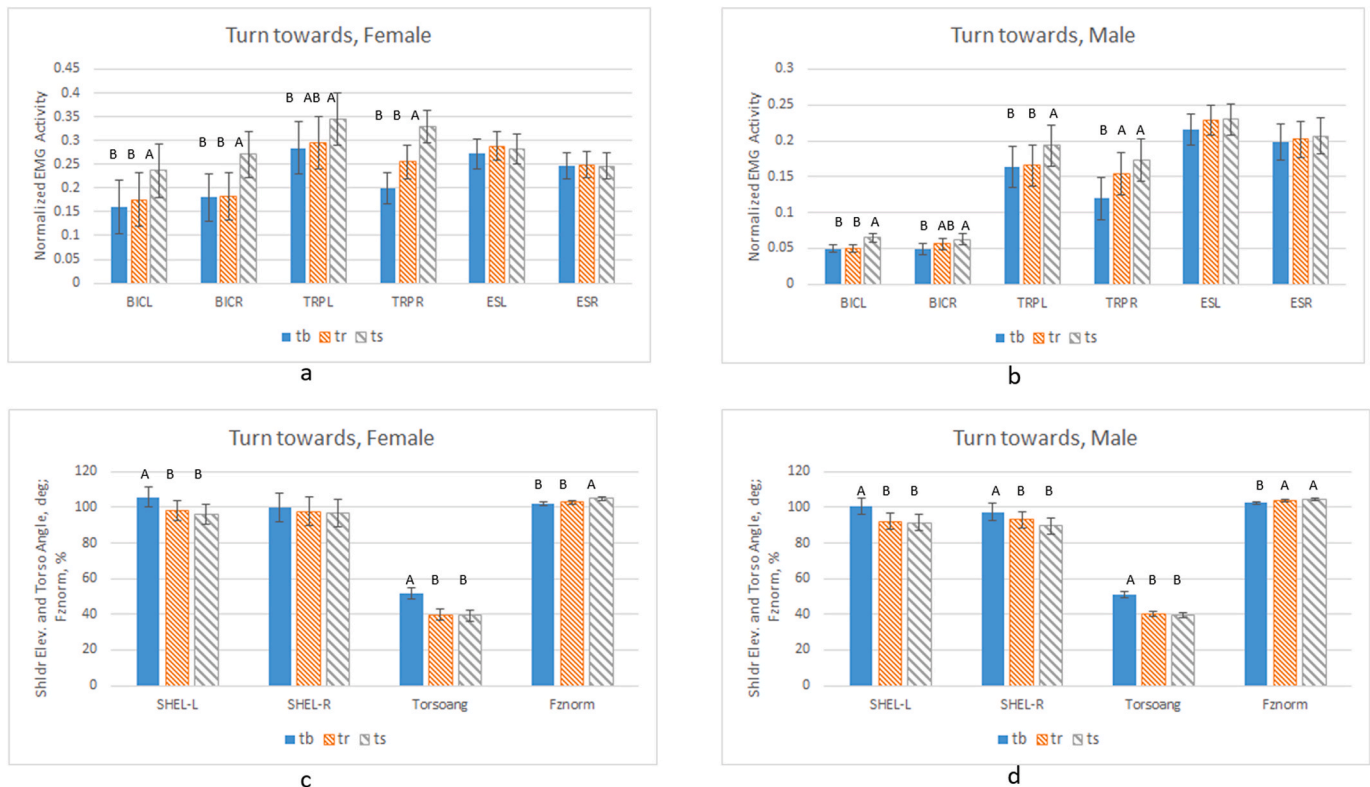 Turn towards, Female
Normalized EMG Activity
0.45
0.4
0.35
0.3
0.25
0.2
0.15
0.1
0.05
0
B B A
B B A
B AB A
B B A
BICL BICR TRPL TRPR ESL ESR
tb tr ts
a
Turn towards, Male
Normalized EMG Activity
0.3
0.25
0.2
0.15
0.1
0.05
0
B B A
B AB A
B B A
B A A
BICL BICR TRPL TRPR ESL ESR
tb tr ts
b
Turn towards, Female
Shldr Elev. and Torso Angle, deg;
Fznorm, %
120
100
80
60
40
20
0
A B B
A B B
B B A
SHEL-L SHEL-R Torsoang Fznorm
tb tr ts
c
Turn towards, Male
Shldr Elev. and Torso Angle, deg;
Fznorm, %
120
100
80
60
40
20
0
A B B
A B B
A B B
B A A
SHEL-L SHEL-R Torsoang Fznorm
tb tr ts
d